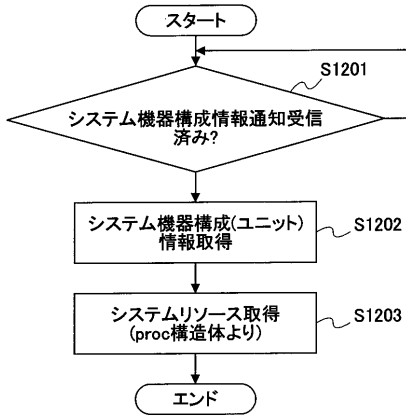 スタート
S1201
システム機器構成情報通知受信
済み?
システム機器構成(ユニット)
情報取得
S1202
システムリソース取得
(proc構造体より)
S1203
エンド